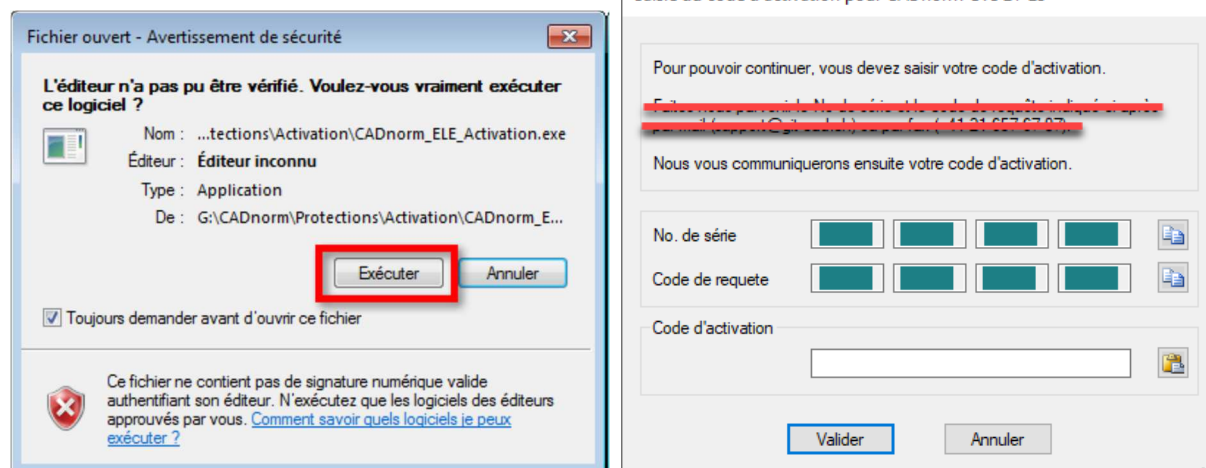 Fichier ouvert - Avertissement de sécurité
L'éditeur n'a pas pu être vérifié. Voulez-vous vraiment exécuter
ce logiciel ?
Nom : ...tections\Activation\CADnorm_ELE_Activation.exe
Éditeur : Éditeur inconnu
Type : Application
De : G:\CADnorm\Protections\Activation\CADnorm_E...
Exécuter Annuler
Toujours demander avant d'ouvrir ce fichier
Ce fichier ne contient pas de signature numérique valide
authentifiant son éditeur. N'exécutez que les logiciels des éditeurs
approuvés par vous. Comment savoir quels logiciels je peux
exécuter ?
Pour pouvoir continuer, vous devez saisir votre code d'activation.
Nous vous communiquerons ensuite votre code d'activation.
No. de série
Code de requete
Code d'activation
Valider Annuler